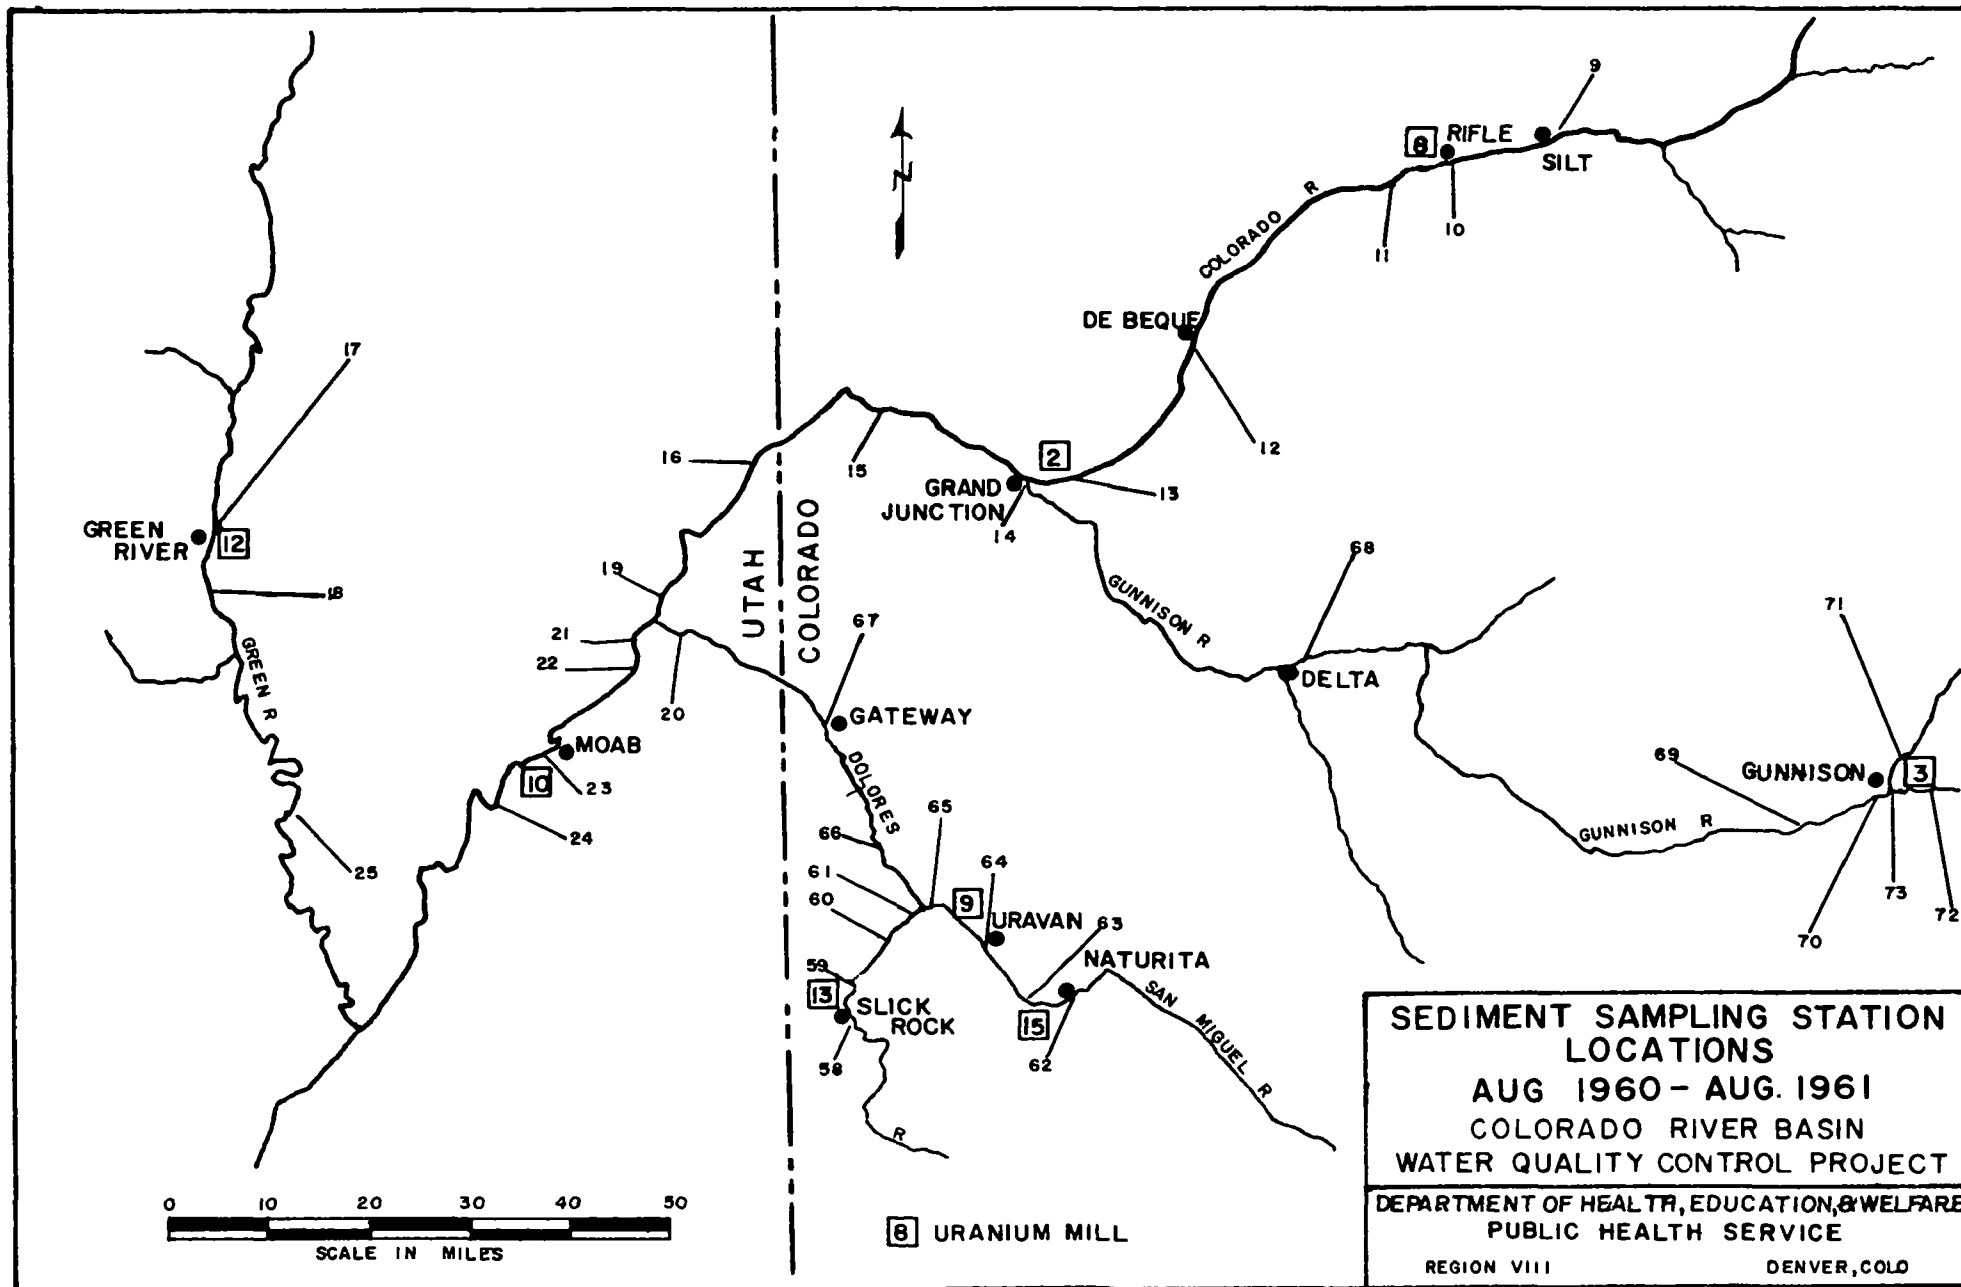 9
8
RIFLE
SILT
10
11
COLORADO R
N
DE BEQUE
12
17
16
15
2
GRAND
JUNCTION
13
14
GREEN
RIVER
12
18
UTAH
COLORADO
19
21
22
20
67
GUNNISON R
68
DELTA
71
GREEN R
GATEWAY
MOAB
10
23
24
25
DOLORES
69
GUNNISON
3
GUNNISON R
70
73
72
66
65
61
60
64
9
URAVAN
63
59
13
SLICK
ROCK
58
NATURITA
15
62
SAN MIGUEL R
R
0 10 20 30 40 50
SCALE IN MILES
8 URANIUM MILL
SEDIMENT SAMPLING STATION
LOCATIONS
AUG 1960 - AUG. 1961
COLORADO RIVER BASIN
WATER QUALITY CONTROL PROJECT
DEPARTMENT OF HEALTH, EDUCATION, & WELFARE
PUBLIC HEALTH SERVICE
REGION VIII DENVER, COLO